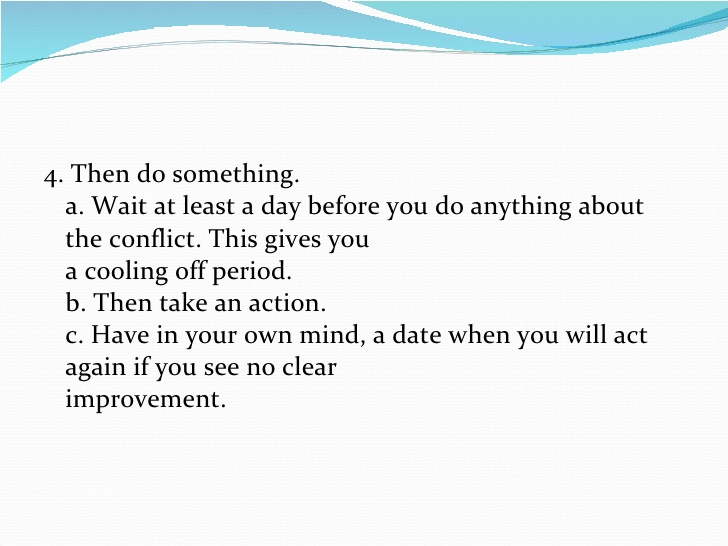 4. Then do something.
a. Wait at least a day before you do anything about
the conflict. This gives you
a cooling off period.
b. Then take an action.
c. Have in your own mind, a date when you will act
again if you see no clear
improvement.